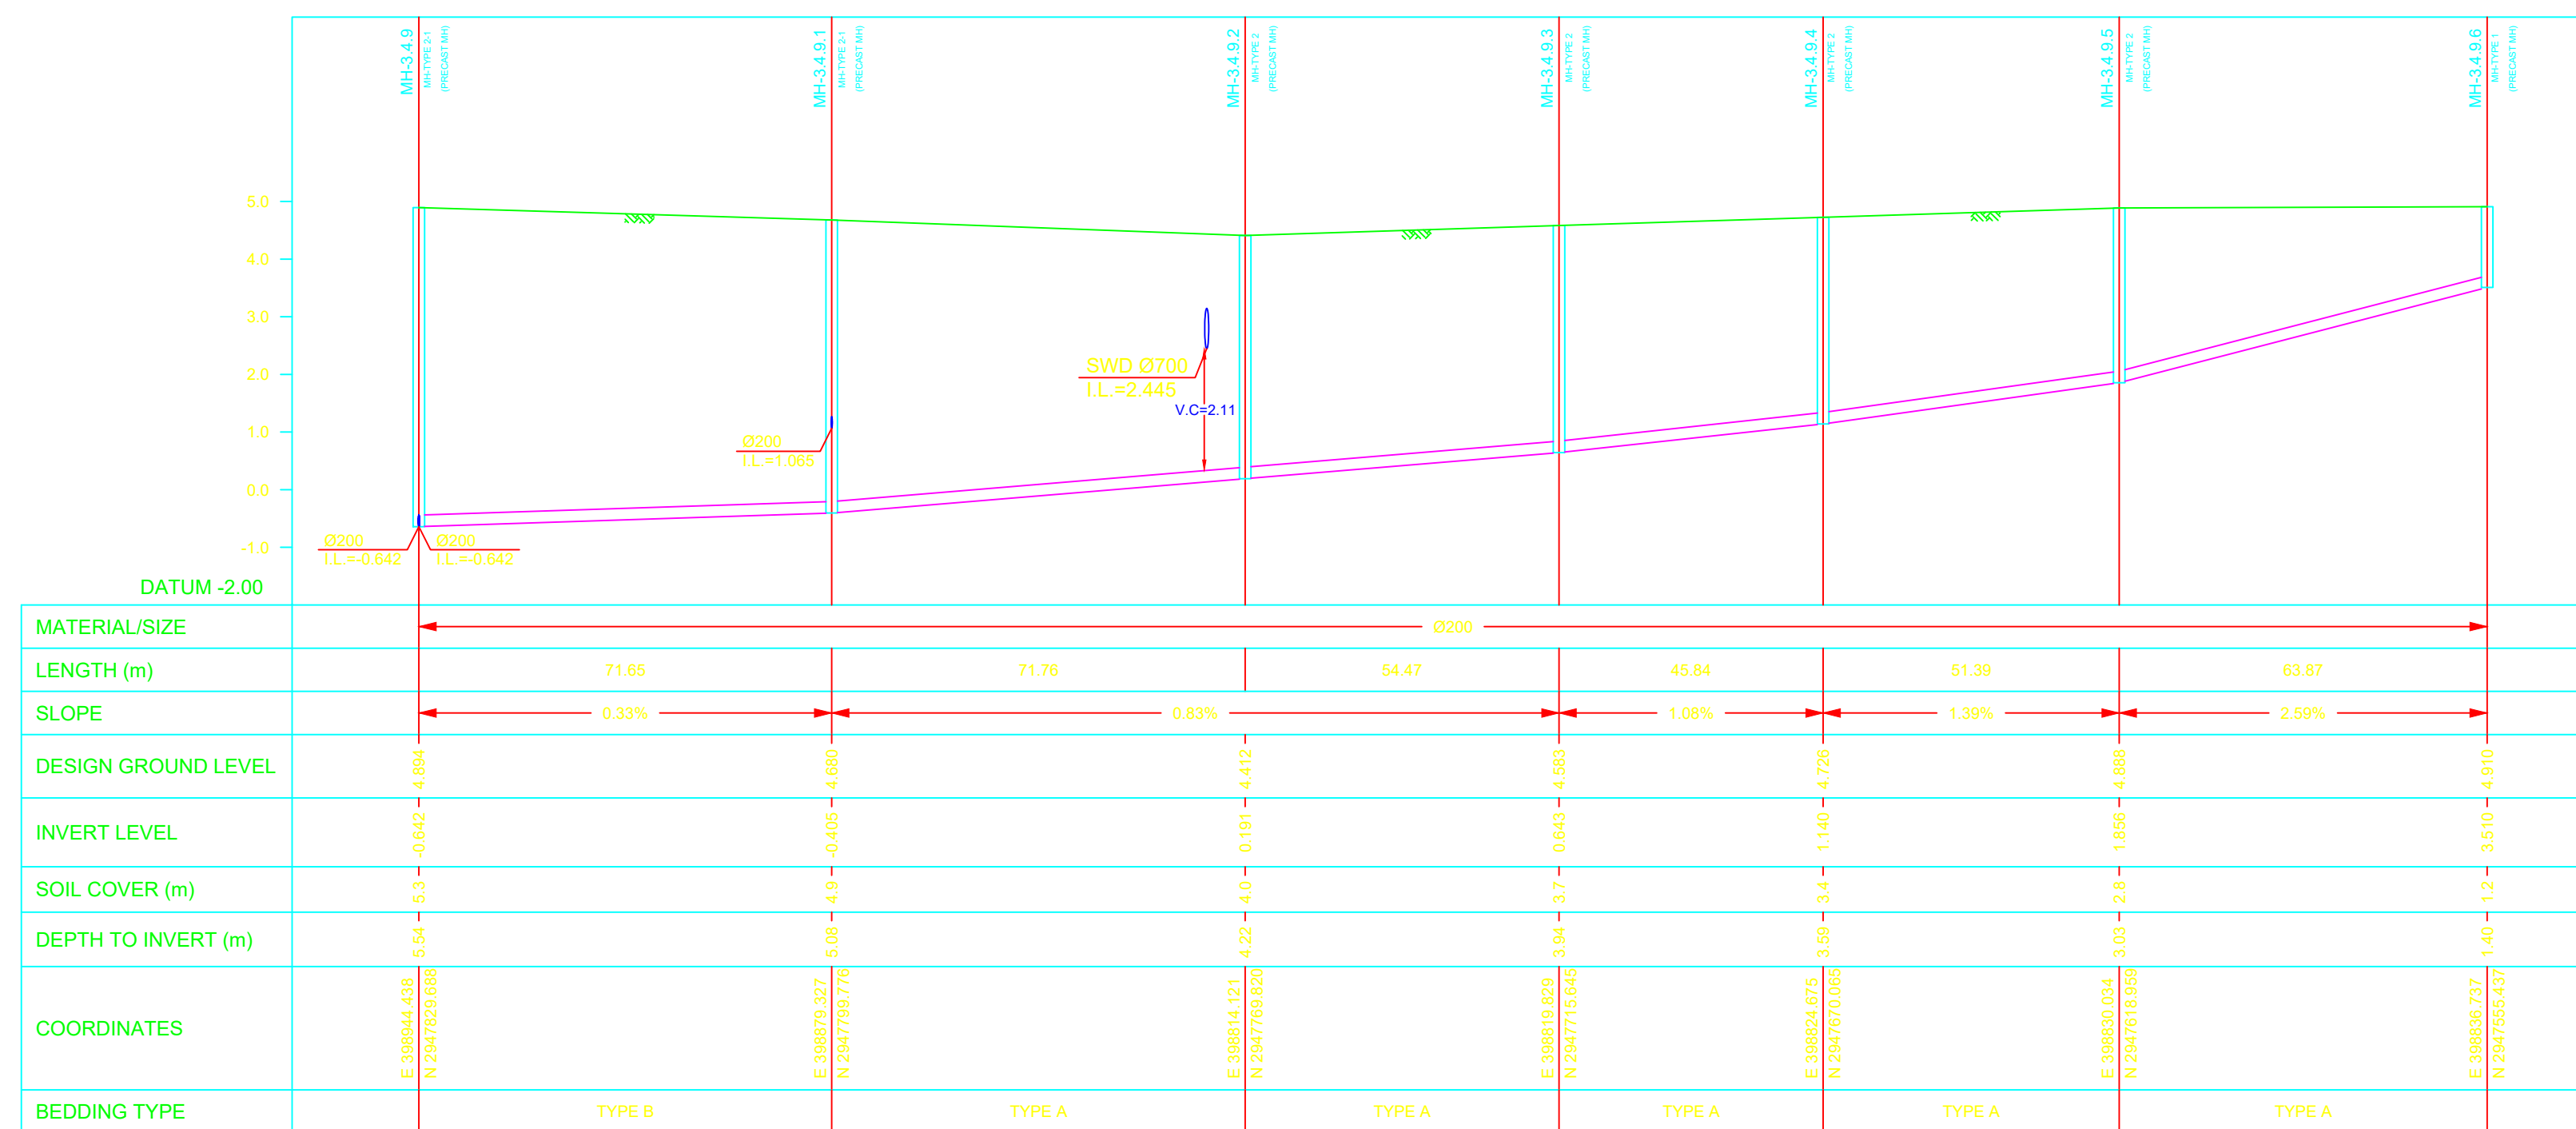 MH-3.4.9
MH-TYPE 2-1
(PRECAST MH)
MH-3.4.9.1
MH-TYPE 2-1
(PRECAST MH)
MH-3.4.9.2
MH-TYPE 2
(PRECAST MH)
MH-3.4.9.3
MH-TYPE 2
(PRECAST MH)
MH-3.4.9.4
MH-TYPE 2
(PRECAST MH)
MH-3.4.9.5
MH-TYPE 2
(PRECAST MH)
MH-3.4.9.6
MH-TYPE 1
(PRECAST MH)
5.0
4.0
3.0
2.0
1.0
0.0
-1.0
SWD Ø700
I.L.=2.445
V.C=2.11
Ø200
I.L.=1.065
Ø200
I.L.=-0.642
Ø200
I.L.=-0.642
DATUM -2.00
MATERIAL/SIZE
Ø200
LENGTH (m)
71.65
71.76
54.47
45.84
51.39
63.87
SLOPE
0.33%
0.83%
1.08%
1.39%
2.59%
DESIGN GROUND LEVEL
4.894
4.680
4.412
4.583
4.726
4.888
4.910
INVERT LEVEL
-0.642
-0.405
0.191
0.643
1.140
1.856
3.510
SOIL COVER (m)
5.3
4.9
4.0
3.7
3.4
2.8
1.2
DEPTH TO INVERT (m)
5.54
5.08
4.22
3.94
3.59
3.03
1.40
COORDINATES
E 398944.438
N 2947829.688
E 398879.327
N 2947799.776
E 398814.121
N 2947769.820
E 398819.829
N 2947715.645
E 398824.675
N 2947670.065
E 398830.034
N 2947618.959
E 398836.737
N 2947555.437
BEDDING TYPE
TYPE B
TYPE A
TYPE A
TYPE A
TYPE A
TYPE A